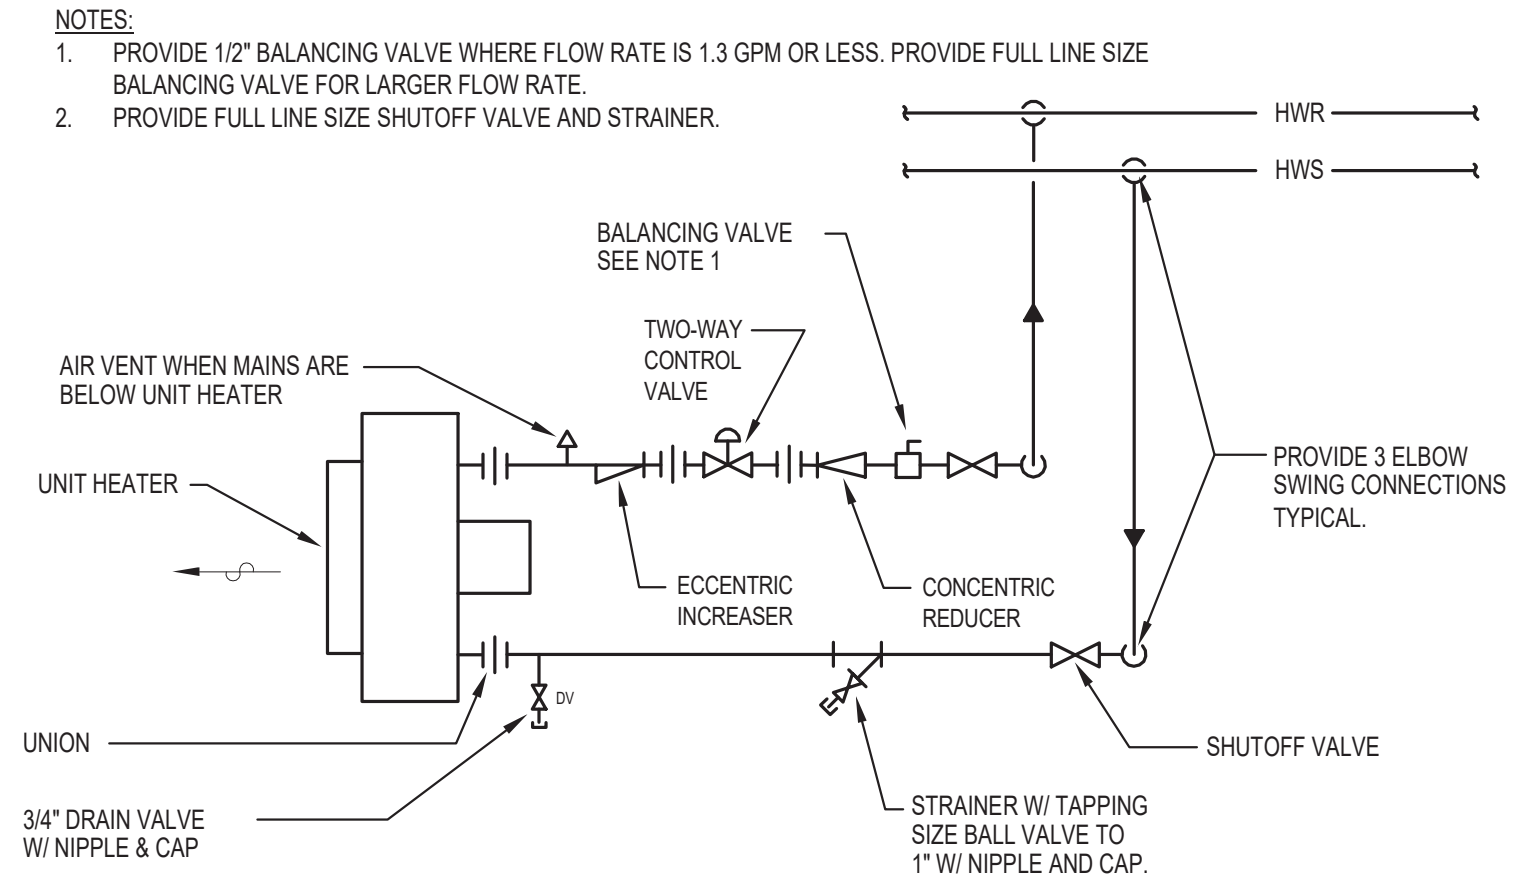 NOTES:
1. PROVIDE 1/2" BALANCING VALVE WHERE FLOW RATE IS 1.3 GPM OR LESS. PROVIDE FULL LINE SIZE
BALANCING VALVE FOR LARGER FLOW RATE.
2. PROVIDE FULL LINE SIZE SHUTOFF VALVE AND STRAINER.
HWR
HWS
BALANCING VALVE
SEE NOTE 1
TWO-WAY
CONTROL
VALVE
AIR VENT WHEN MAINS ARE
BELOW UNIT HEATER
UNIT HEATER
PROVIDE 3 ELBOW
SWING CONNECTIONS
TYPICAL.
ECCENTRIC
INCREASER
CONCENTRIC
REDUCER
DV
UNION
SHUTOFF VALVE
3/4" DRAIN VALVE
W/ NIPPLE & CAP
STRAINER W/ TAPPING
SIZE BALL VALVE TO
1" W/ NIPPLE AND CAP.